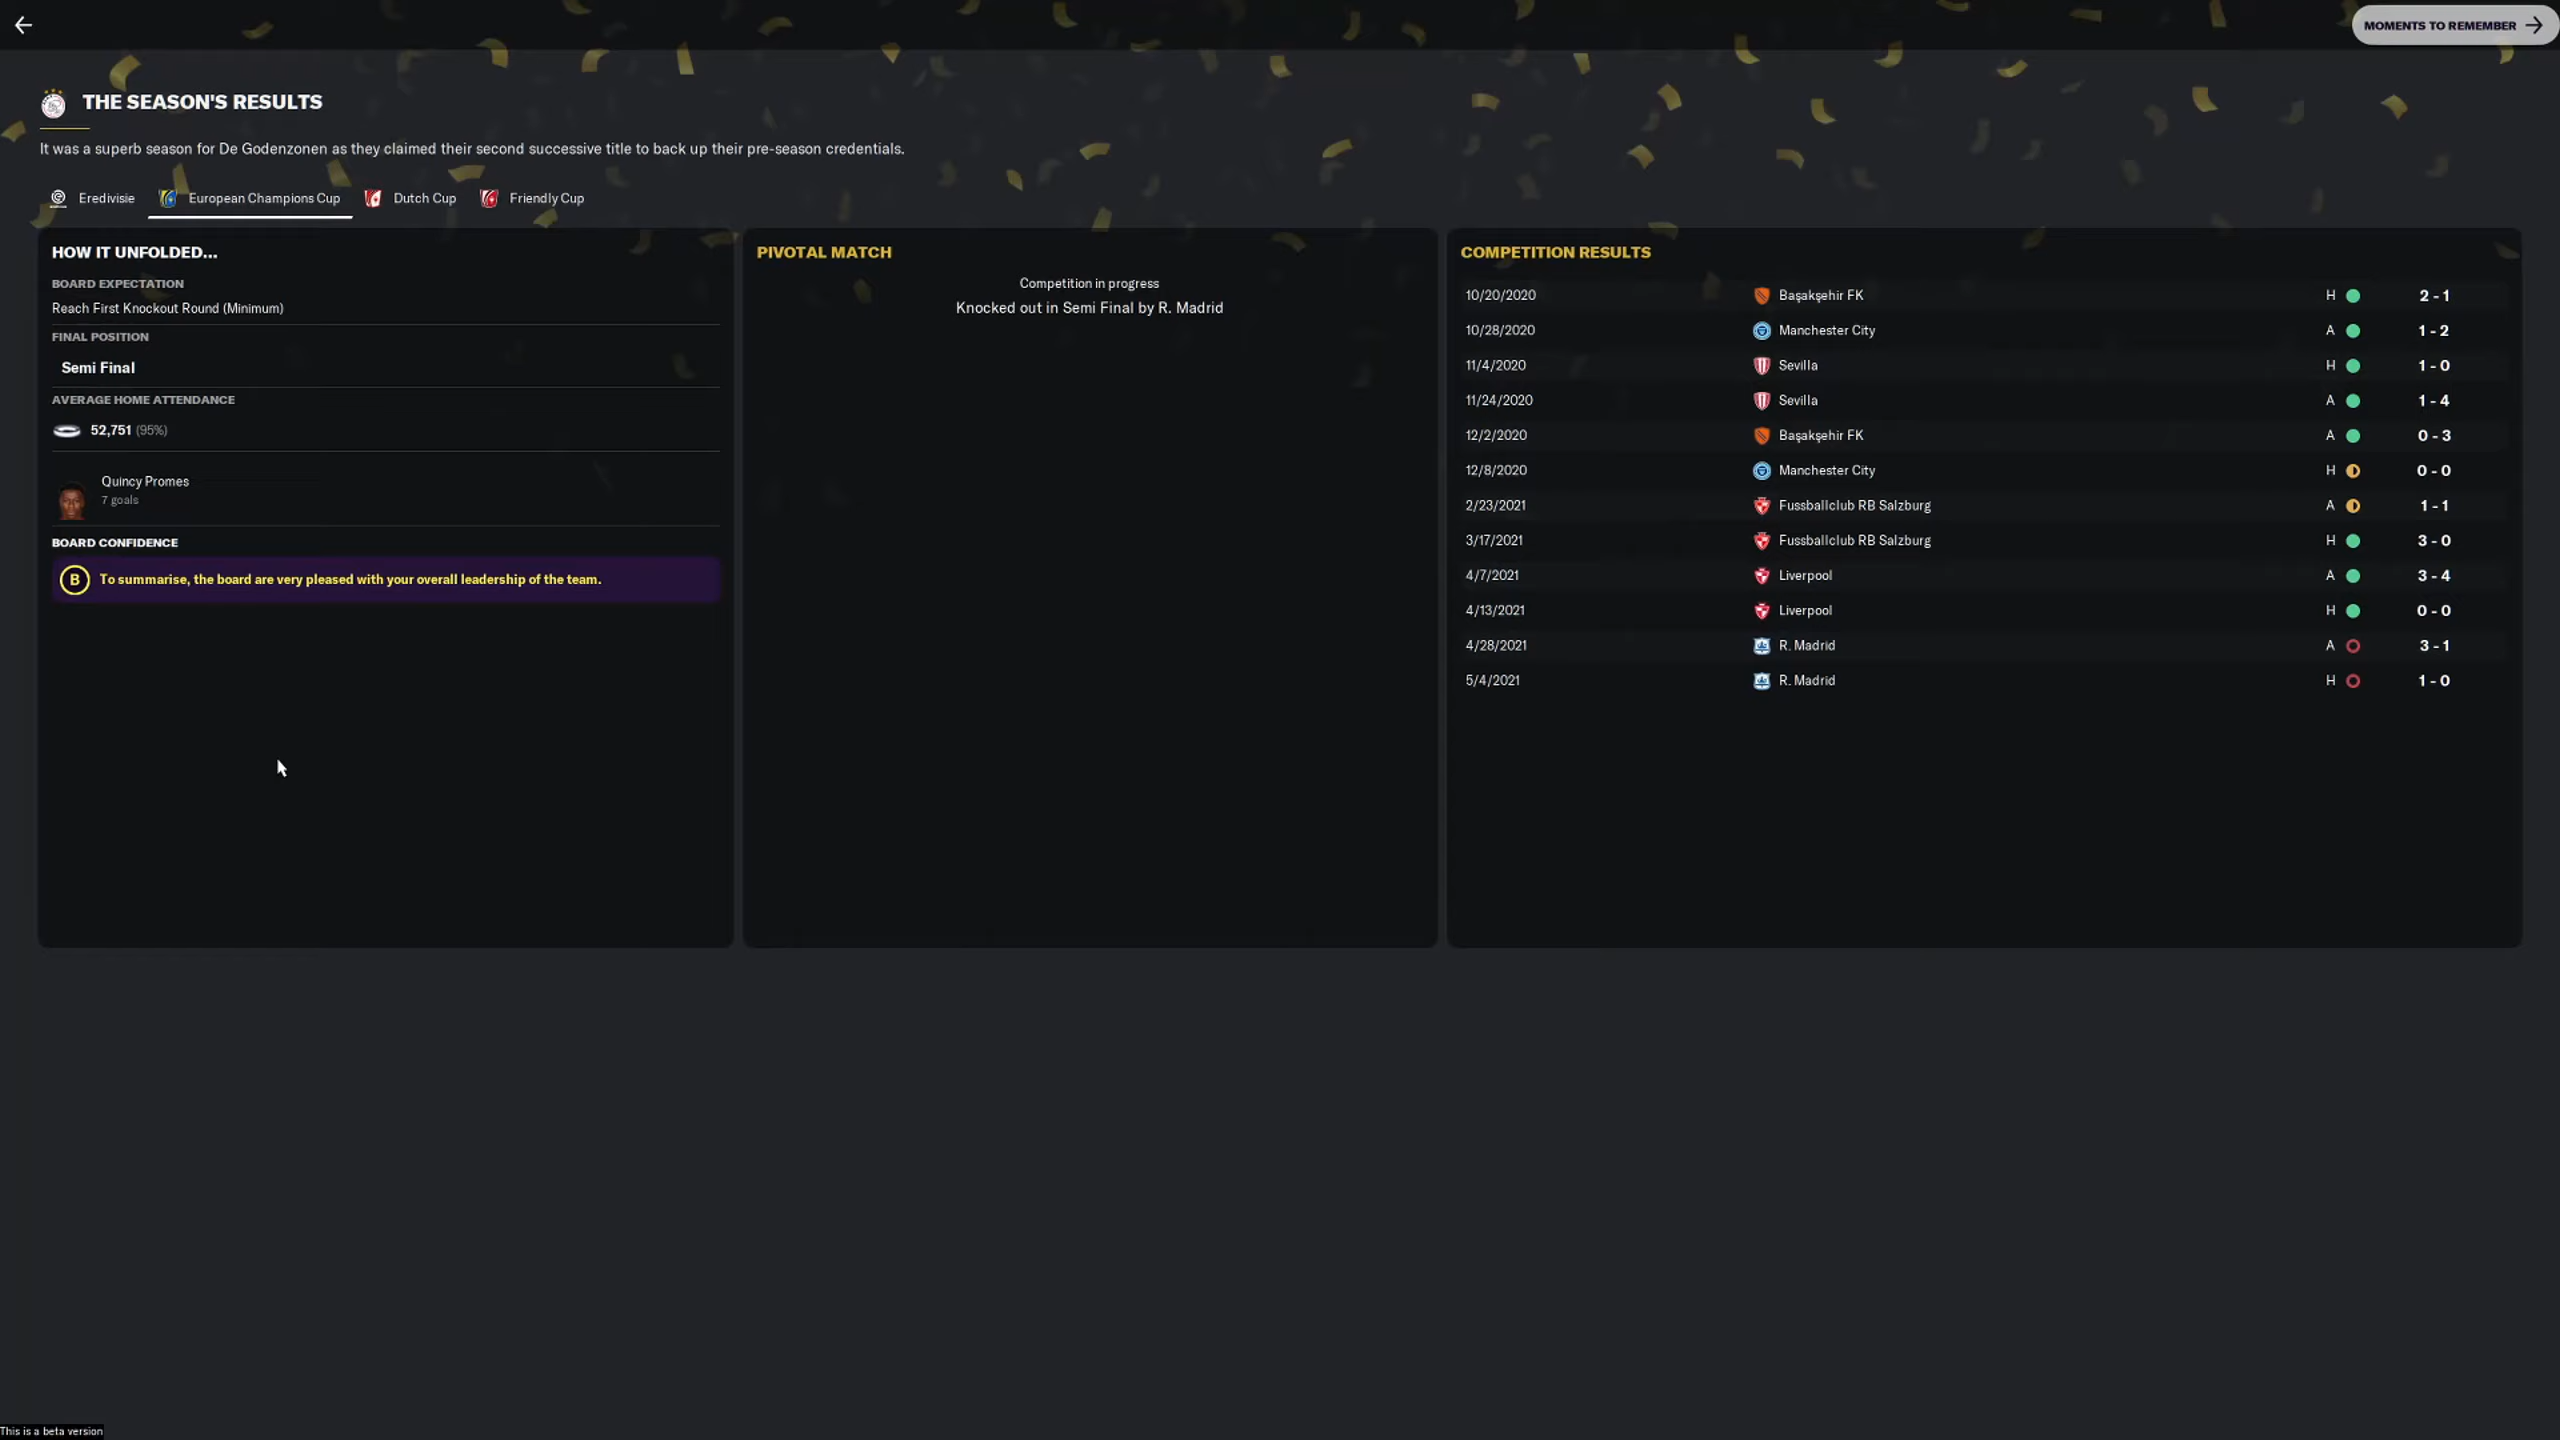 MOMENTS TO REMEMBER
THE SEASON'S RESULTS
It was a superb season for De Godenzonen as they claimed their second successive title to back up their pre-season credentials.
Eredivisie European Champions Cup Dutch Cup Friendly Cup
HOW IT UNFOLDED...
BOARD EXPECTATION
Reach First Knockout Round (Minimum)
FINAL POSITION
Semi Final
AVERAGE HOME ATTENDANCE
52,751 (95%)
Quincy Promes
7 goals
BOARD CONFIDENCE
B To summarise, the board are very pleased with your overall leadership of the team.
PIVOTAL MATCH
Competition in progress
Knocked out in Semi Final by R. Madrid
COMPETITION RESULTS
10/20/2020 Başakşehir FK H 2 - 1
10/28/2020 Manchester City A 1 - 2
11/4/2020 Sevilla H 1 - 0
11/24/2020 Sevilla A 1 - 4
12/2/2020 Başakşehir FK A 0 - 3
12/8/2020 Manchester City H 0 - 0
2/23/2021 Fussballclub RB Salzburg A 1 - 1
3/17/2021 Fussballclub RB Salzburg H 3 - 0
4/7/2021 Liverpool A 3 - 4
4/13/2021 Liverpool H 0 - 0
4/28/2021 R. Madrid A 3 - 1
5/4/2021 R. Madrid H 1 - 0
This is a beta version